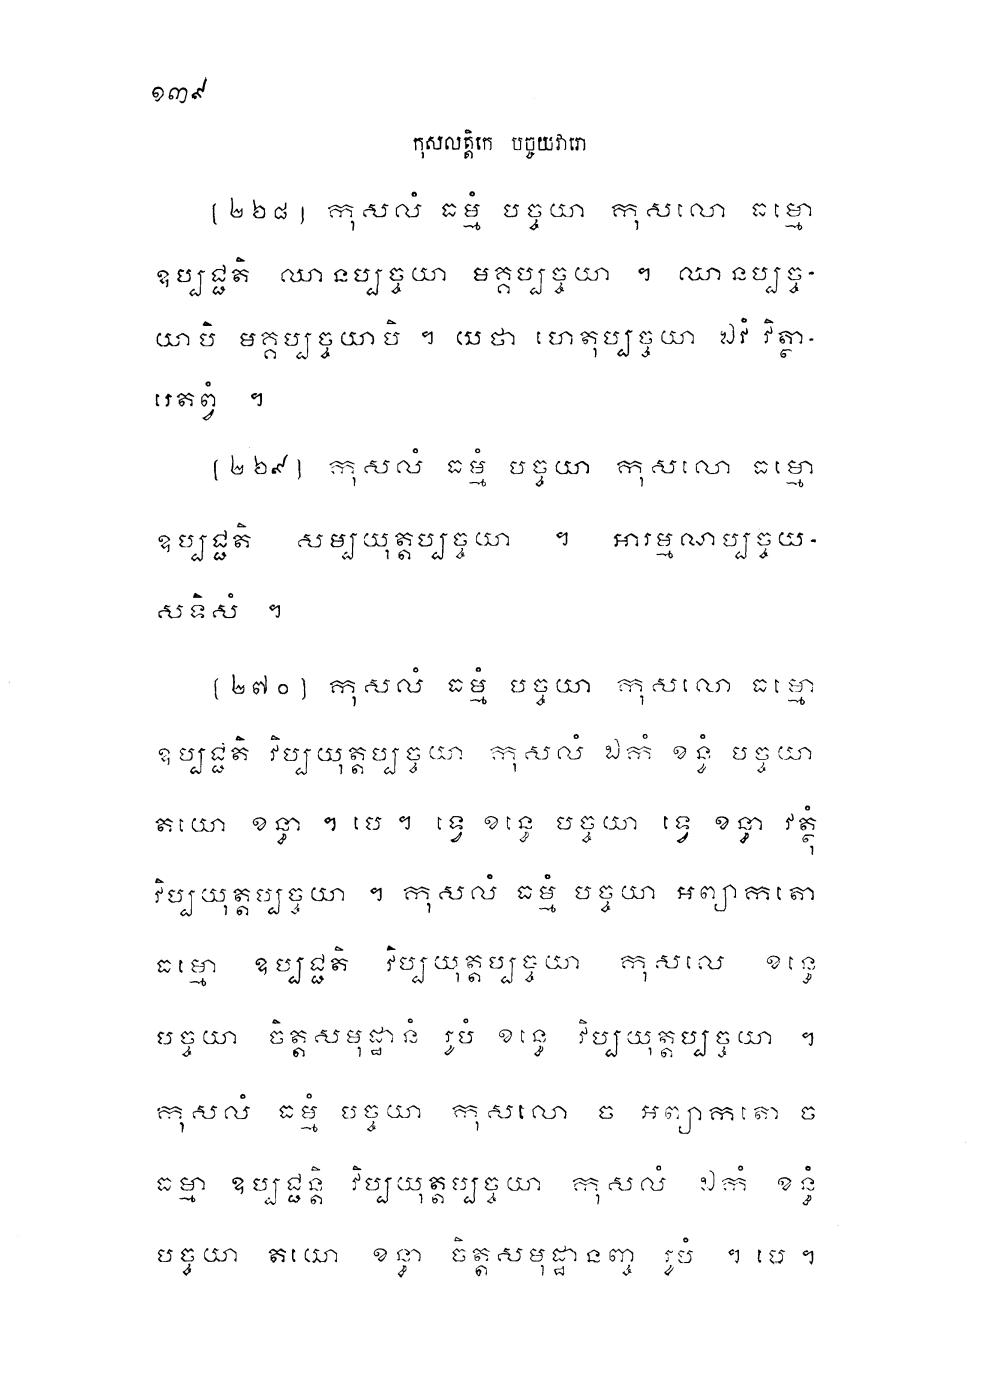 ១៣៩
កុសលត្តិកេ បច្ចយវារោ
(២៦៨) កុសលំ ធម្មំ បច្ចយា កុសលោ ធម្មោ
ឧប្បជ្ជតិ ឈានប្បច្ចយា មគ្គប្បច្ចយា ។ ឈានប្បច្ច-
យាបិ មគ្គប្បច្ចយាបិ ។ យថា ហេតុប្បច្ចយា ឯវំ វិត្ថា-
រេតព្វំ ។
(២៦៩) កុសលំ ធម្មំ បច្ចយា កុសលោ ធម្មោ
ឧប្បជ្ជតិ សម្បយុត្តប្បច្ចយា ។ អារម្មណប្បច្ចយ-
សទិសំ ។
(២៧០) កុសលំ ធម្មំ បច្ចយា កុសលោ ធម្មោ
ឧប្បជ្ជតិ វិប្បយុត្តប្បច្ចយា កុសលំ ឯកំ ខន្ធំ បច្ចយា
តយោ ខន្ធា ។ បេ ។ ទ្វេ ខន្ធេ បច្ចយា ទ្វេ ខន្ធា វត្ថុំ
វិប្បយុត្តប្បច្ចយា ។ កុសលំ ធម្មំ បច្ចយា អព្យាកតោ
ធម្មោ ឧប្បជ្ជតិ វិប្បយុត្តប្បច្ចយា កុសលេ ខន្ធេ
បច្ចយា ចិត្តសមុដ្ឋានំ រូបំ ខន្ធេ វិប្បយុត្តប្បច្ចយា ។
កុសលំ ធម្មំ បច្ចយា កុសលោ ច អព្យាកតោ ច
ធម្មា ឧប្បជ្ជន្តិ វិប្បយុត្តប្បច្ចយា កុសលំ ឯកំ ខន្ធំ
បច្ចយា តយោ ខន្ធា ចិត្តសមុដ្ឋានញ្ច រូបំ ។ បេ ។